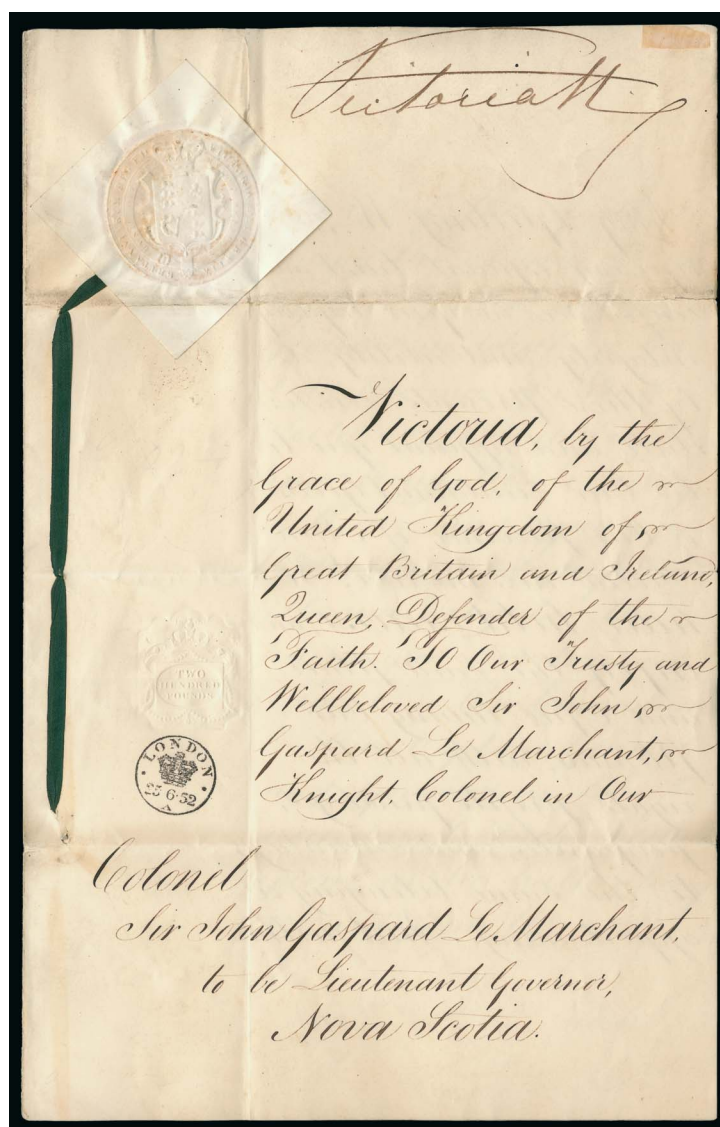 Victoria R
Victoria, by the
Grace of God, of the
United Kingdom of
Great Britain and Ireland,
Queen, Defender of the
Faith. To Our Trusty and
Wellbeloved Sir John
Gaspard Le Marchant,
Knight, Colonel in Our
TWO
HUNDRED
POUNDS
LONDON
25·6·52
A
Colonel
Sir John Gaspard Le Marchant,
to be Lieutenant Governor,
Nova Scotia.